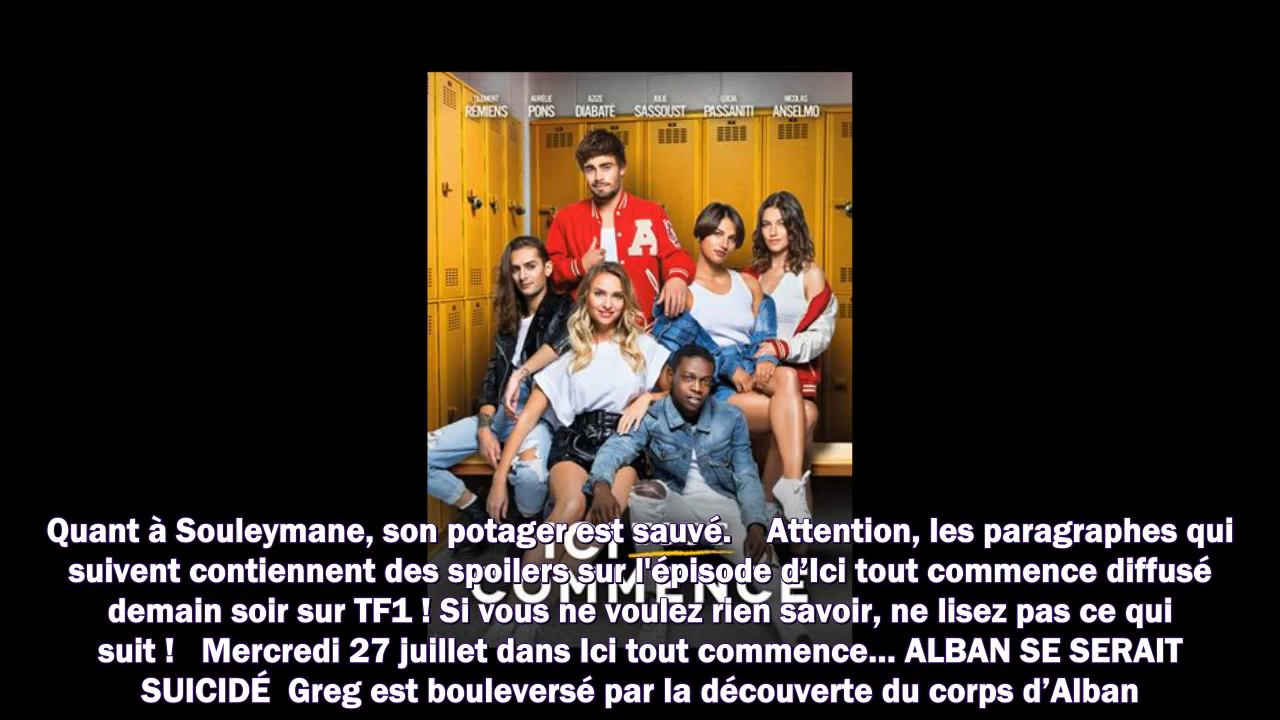 CLÉMENT AURÉLIE AZIZE JULIE LUCIA NICOLAS
RÉMIENS PONS DIABATÉ SASSOUST PASSANITI ANSELMO
A
Quant à Souleymane, son potager est sauvé. Attention, les paragraphes qui
ICI
suivent contiennent des spoilers sur l'épisode d’Ici tout commence diffusé
COMMENCE
demain soir sur TF1 ! Si vous ne voulez rien savoir, ne lisez pas ce qui
suit ! Mercredi 27 juillet dans Ici tout commence... ALBAN SE SERAIT
SUICIDÉ Greg est bouleversé par la découverte du corps d’Alban